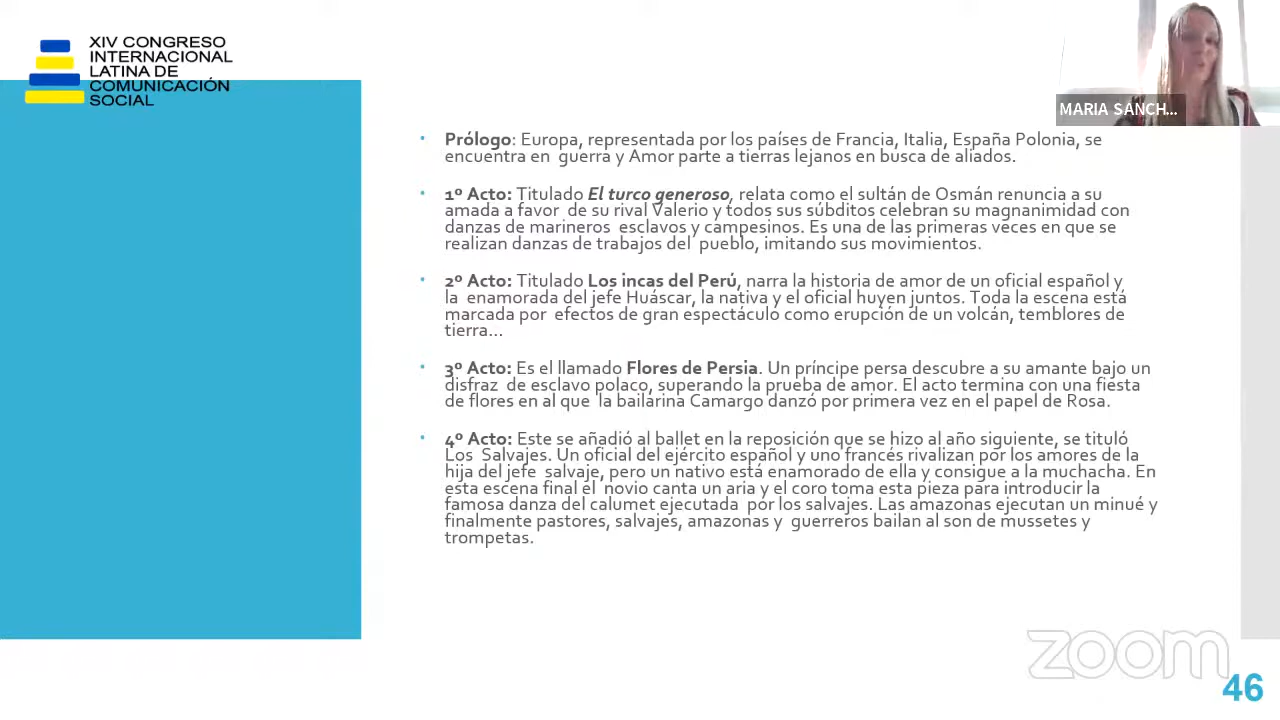 XIV CONGRESO
INTERNACIONAL
LATINA DE
COMUNICACIÓN
SOCIAL
MARIA SANCH...
• Prólogo: Europa, representada por los países de Francia, Italia, España Polonia, se
encuentra en guerra y Amor parte a tierras lejanos en busca de aliados.
• 1º Acto: Titulado El turco generoso, relata como el sultán de Osmán renuncia a su
amada a favor de su rival Valerio y todos sus súbditos celebran su magnanimidad con
danzas de marineros esclavos y campesinos. Es una de las primeras veces en que se
realizan danzas de trabajos del pueblo, imitando sus movimientos.
• 2º Acto: Titulado Los incas del Perú, narra la historia de amor de un oficial español y
la enamorada del jefe Huáscar, la nativa y el oficial huyen juntos. Toda la escena está
marcada por efectos de gran espectáculo como erupción de un volcán, temblores de
tierra...
• 3º Acto: Es el llamado Flores de Persia. Un príncipe persa descubre a su amante bajo un
disfraz de esclavo polaco, superando la prueba de amor. El acto termina con una fiesta
de flores en al que la bailarina Camargo danzó por primera vez en el papel de Rosa.
• 4º Acto: Este se añadió al ballet en la reposición que se hizo al año siguiente, se tituló
Los Salvajes. Un oficial del ejército español y uno francés rivalizan por los amores de la
hija del jefe salvaje, pero un nativo está enamorado de ella y consigue a la muchacha. En
esta escena final el novio canta un aria y el coro toma esta pieza para introducir la
famosa danza del calumet ejecutada por los salvajes. Las amazonas ejecutan un minué y
finalmente pastores, salvajes, amazonas y guerreros bailan al son de mussetes y
trompetas.
zoom
46